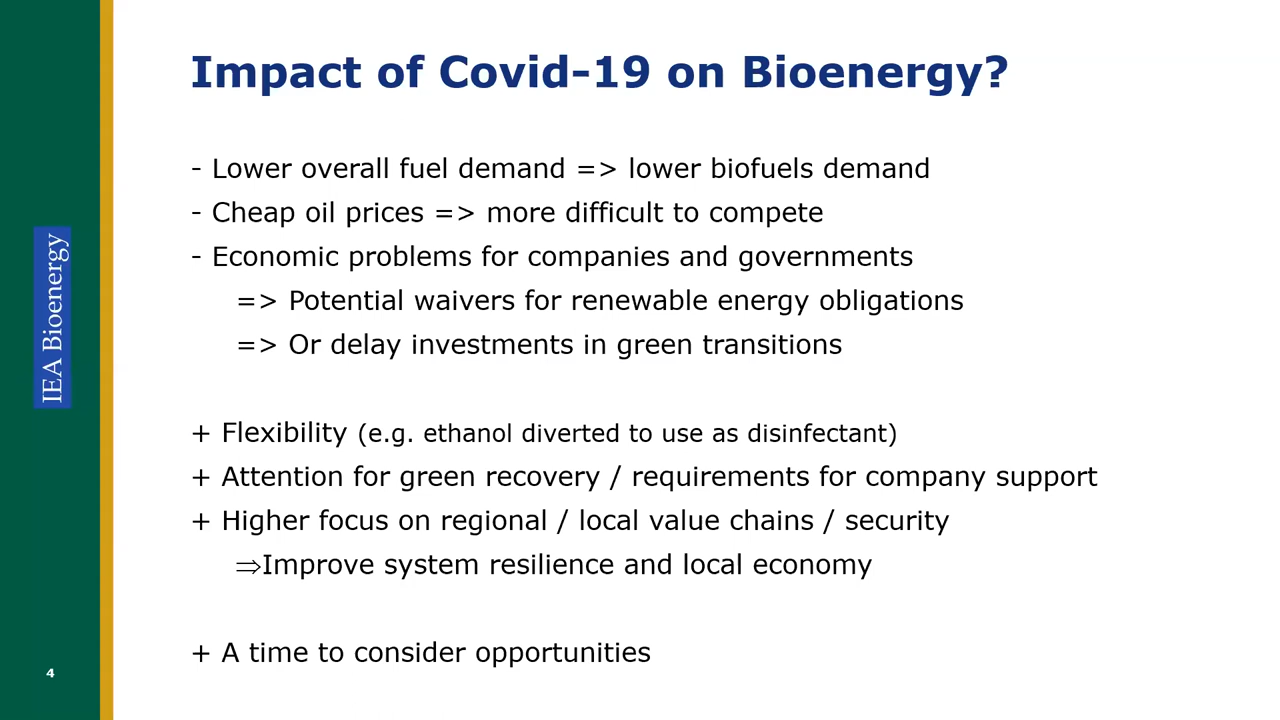 Impact of Covid-19 on Bioenergy?
- Lower overall fuel demand => lower biofuels demand
- Cheap oil prices => more difficult to compete
- Economic problems for companies and governments
=> Potential waivers for renewable energy obligations
=> Or delay investments in green transitions
+ Flexibility (e.g. ethanol diverted to use as disinfectant)
+ Attention for green recovery / requirements for company support
+ Higher focus on regional / local value chains / security
⇒Improve system resilience and local economy
+ A time to consider opportunities
IEA Bioenergy
4